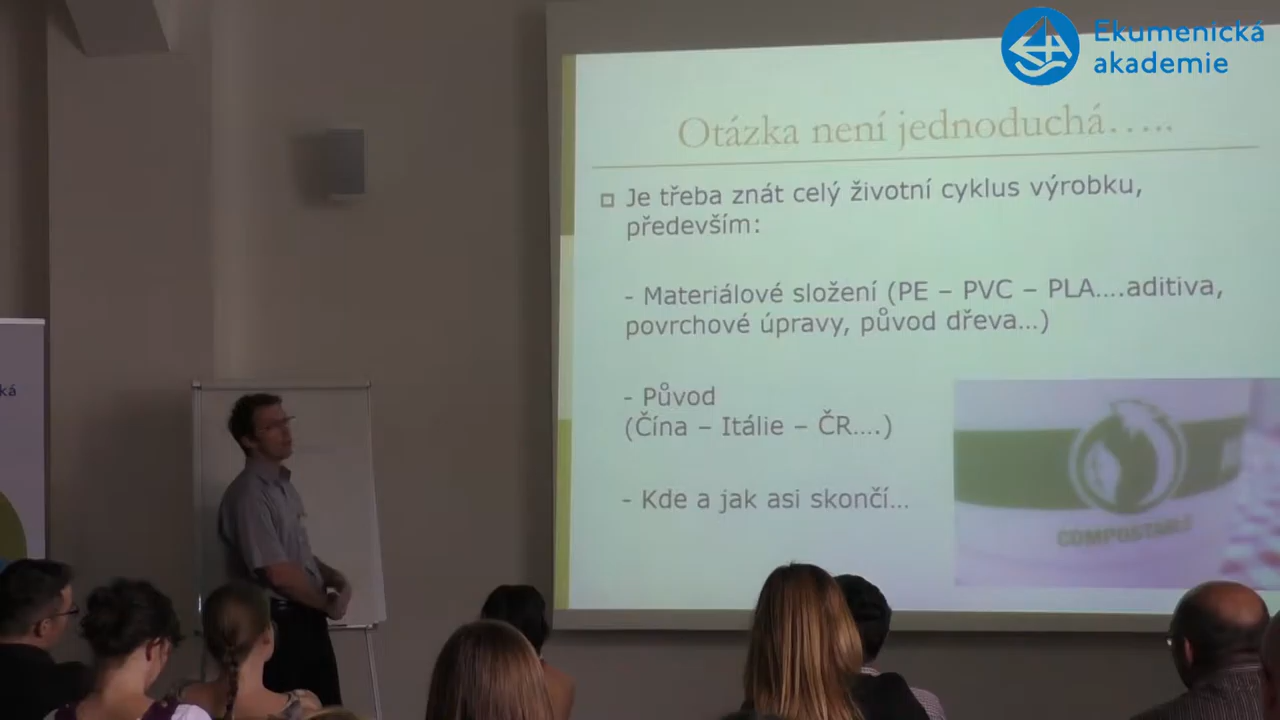 Ekumenická
akademie
Otázka není jednoduchá.....
Je třeba znát celý životní cyklus výrobku,
především:
- Materiálové složení (PE – PVC – PLA….aditiva,
povrchové úpravy, původ dřeva…)
- Původ
(Čína – Itálie – ČR….)
- Kde a jak asi skončí…
COMPOSTABLE
ká